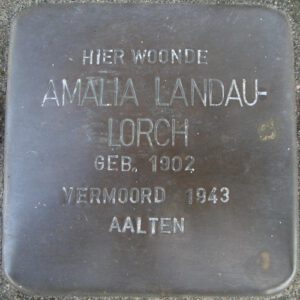 HIER WOONDE
AMALIA LANDAU-
LORCH
GEB. 1902
VERMOORD 1943
AALTEN